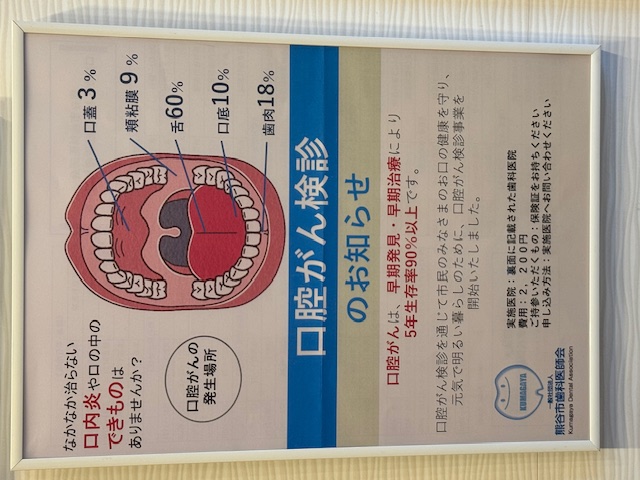 なかなか治らない
口内炎や口の中の
できものは
ありませんか？
口腔がんの
発生場所
口蓋 3 %
頬粘膜 9 %
舌60%
口底10%
歯肉18%
口腔がん検診
のお知らせ
口腔がんは、早期発見・早期治療により
5年生存率90%以上です。
口腔がん検診を通じて市民のみなさまのお口の健康を守り、
元気で明るい暮らしのために、口腔がん検診事業を
開始いたしました。
実施医院：裏面に記載された歯科医院
費用：2，200円
ご持参いただくもの：保険証をお持ちください
申し込み方法：実施医院へお問い合わせください
KUMAGAYA
一般社団法人
熊谷市歯科医師会
Kumagaya Dental Association